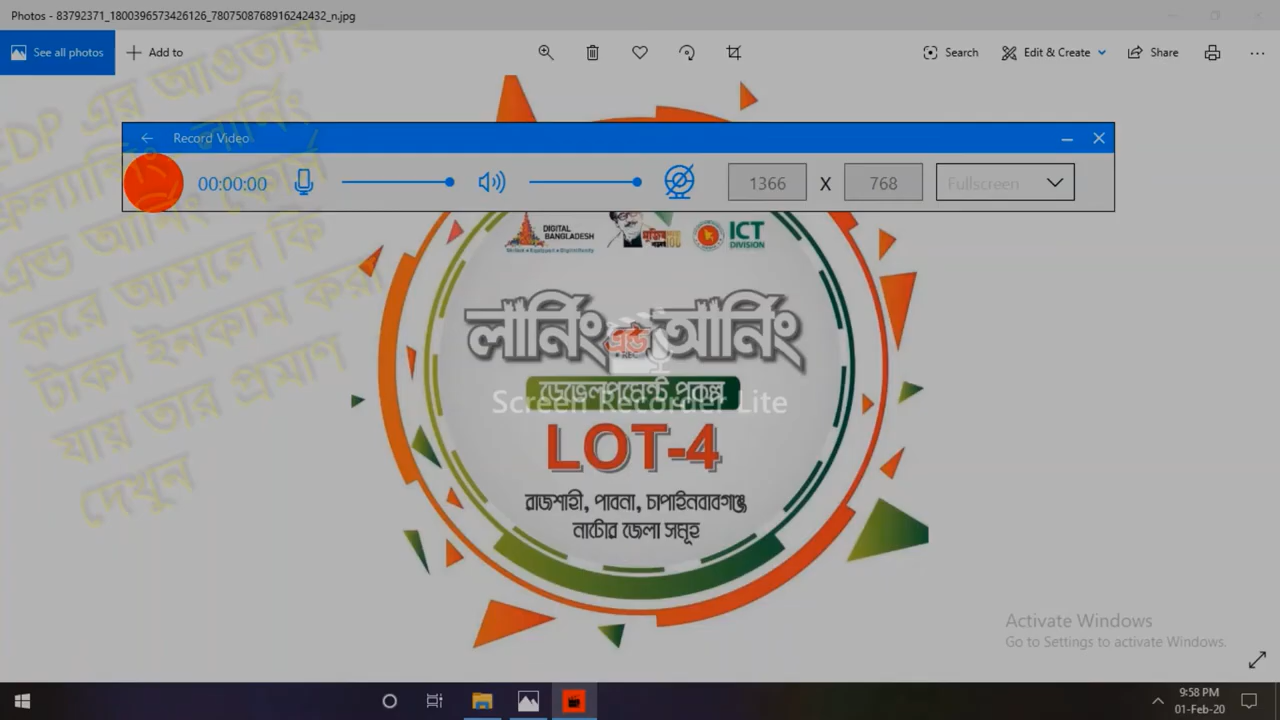 Photos - 83792371_1800396573426126_7807508768916242432_n.jpg
See all photos
Add to
Search
Edit & Create
Share
Record Video
00:00:00
1366 X 768
Fullscreen
EDP এর আওতায়
লার্নিং
এন্ড আর্নিং কোর্স
করে আসলে কি
টাকা ইনকাম করা
যায় তার প্রমাণ
দেখুন
DIGITAL
BANGLADESH
ICT
DIVISION
লার্নিং এন্ড আর্নিং
ডেভেলপমেন্ট প্রকল্প
Screen Recorder Lite
LOT-4
রাজশাহী, পাবনা, চাপাইনবাবগঞ্জ
নাটোর জেলা সমূহ
Activate Windows
Go to Settings to activate Windows.
9:58 PM
01-Feb-20